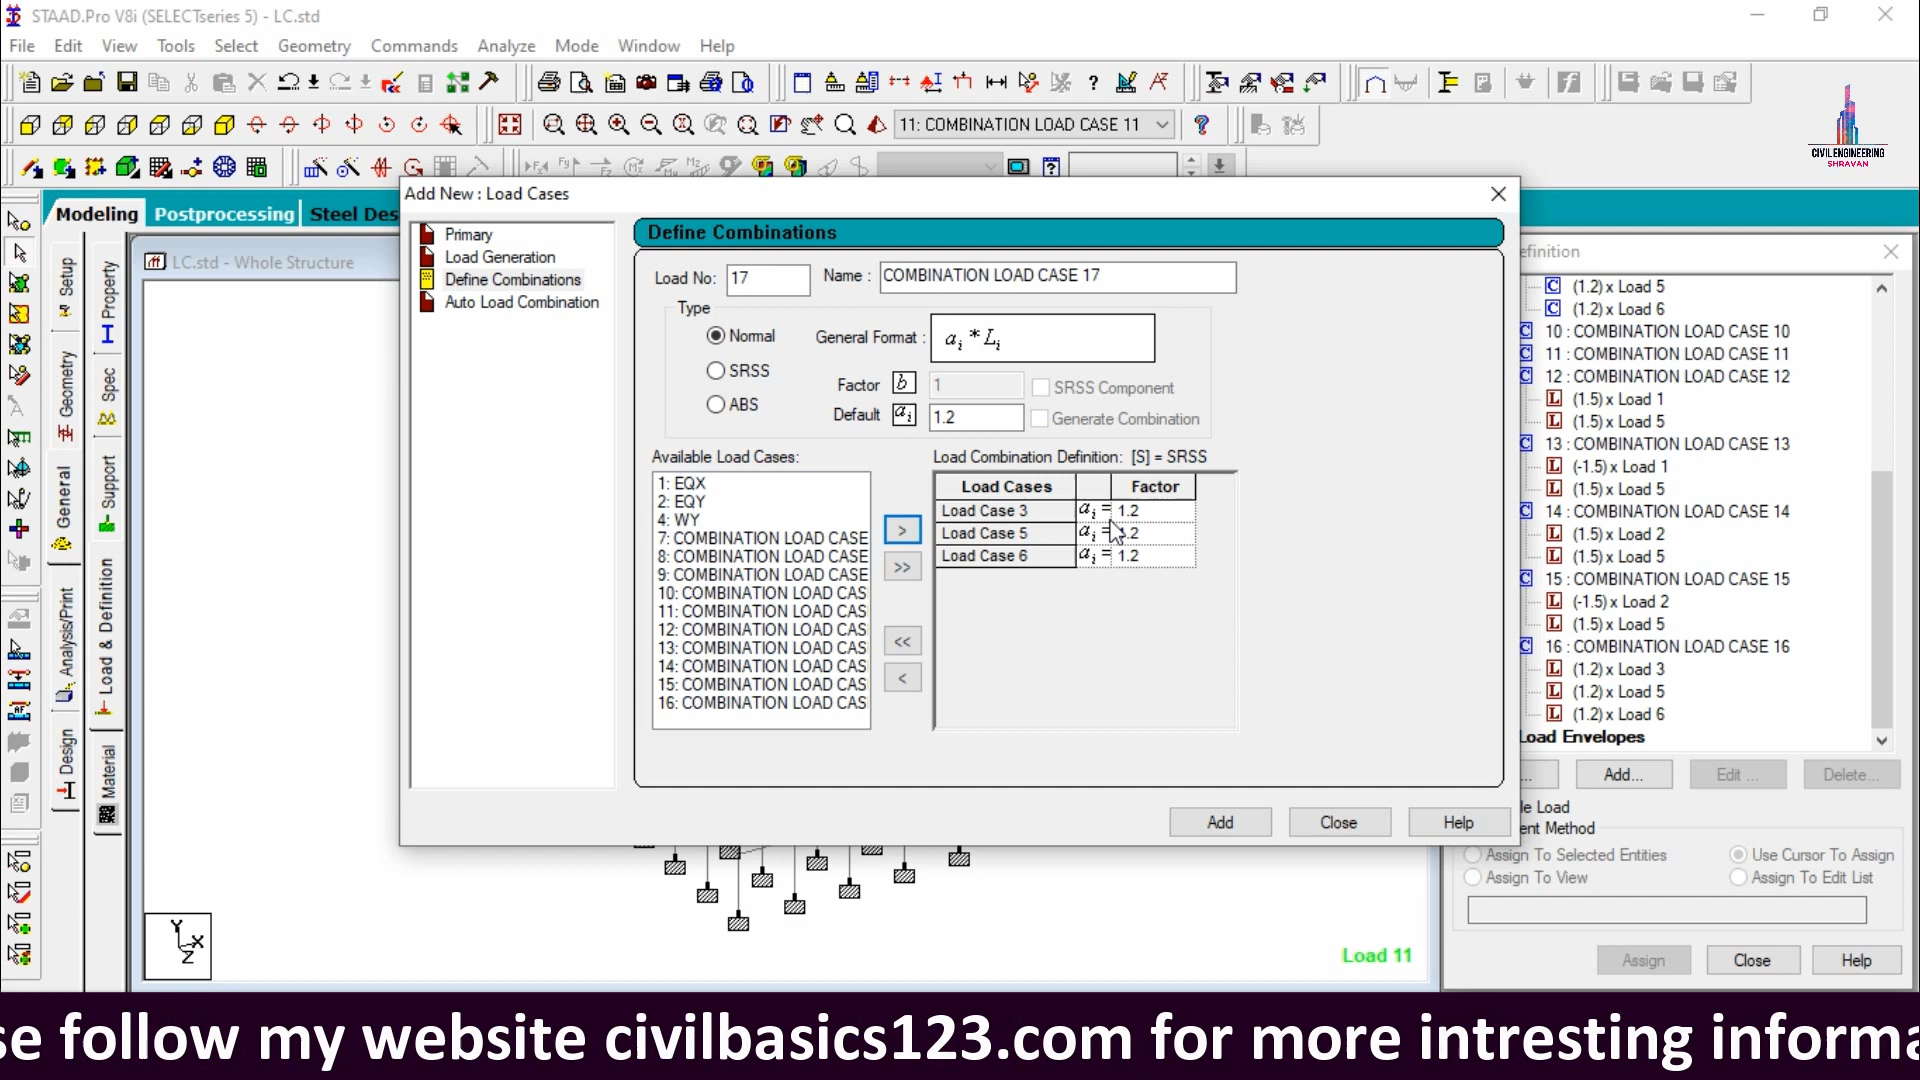 STAAD.Pro V8i (SELECTseries 5) - LC.std
File Edit View Tools Select Geometry Commands Analyze Mode Window Help
11: COMBINATION LOAD CASE 11
CIVIL ENGINEERING
SHRAVAN
Modeling Postprocessing Steel Des
Setup
Geometry
General
Analysis/Print
Design
Property
Spec
Support
Load & Definition
Material
LC.std - Whole Structure
Add New : Load Cases
Primary
Load Generation
Define Combinations
Auto Load Combination
Define Combinations
Load No: 17 Name : COMBINATION LOAD CASE 17
Type
Normal General Format : a i * L i
SRSS Factor b 1 SRSS Component
ABS Default a i 1.2 Generate Combination
Available Load Cases:
1: EQX
2: EQY
4: WY
7: COMBINATION LOAD CASE
8: COMBINATION LOAD CASE
9: COMBINATION LOAD CASE
10: COMBINATION LOAD CAS
11: COMBINATION LOAD CAS
12: COMBINATION LOAD CAS
13: COMBINATION LOAD CAS
14: COMBINATION LOAD CAS
15: COMBINATION LOAD CAS
16: COMBINATION LOAD CAS
>
>>
<<
<
Load Combination Definition: [S] = SRSS
Load Cases Factor
Load Case 3 a i = 1.2
Load Case 5 a i = .2
Load Case 6 a i = 1.2
Add Close Help
efinition
C (1.2) x Load 5
C (1.2) x Load 6
C 10 : COMBINATION LOAD CASE 10
C 11 : COMBINATION LOAD CASE 11
C 12 : COMBINATION LOAD CASE 12
L (1.5) x Load 1
L (1.5) x Load 5
C 13 : COMBINATION LOAD CASE 13
L (-1.5) x Load 1
L (1.5) x Load 5
C 14 : COMBINATION LOAD CASE 14
L (1.5) x Load 2
L (1.5) x Load 5
C 15 : COMBINATION LOAD CASE 15
L (-1.5) x Load 2
L (1.5) x Load 5
C 16 : COMBINATION LOAD CASE 16
L (1.2) x Load 3
L (1.2) x Load 5
L (1.2) x Load 6
Load Envelopes
... Add... Edit ... Delete...
le Load
ent Method
Assign To Selected Entities Use Cursor To Assign
Assign To View Assign To Edit List
Assign Close Help
Y
X
Z
Load 11
se follow my website civilbasics123.com for more intresting informa